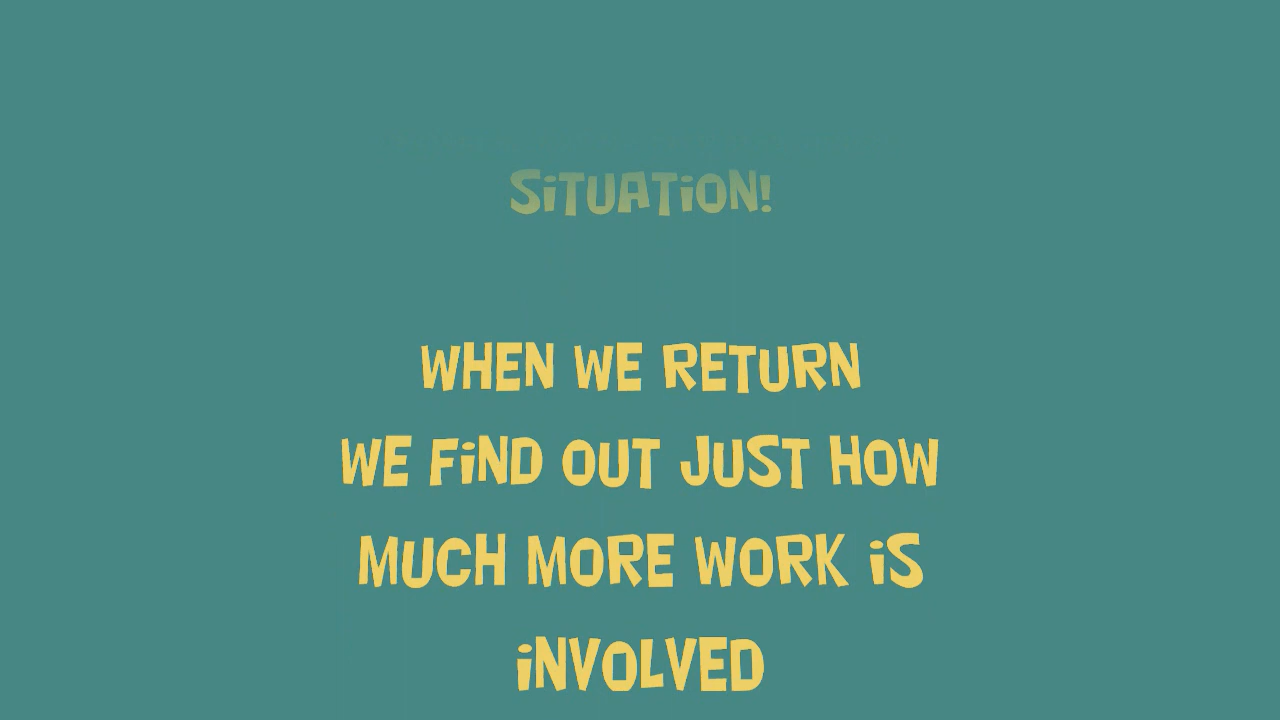 SiTUATiON!
WHEN WE RETURN
WE FiND OUT JUST HOW
MUCH MORE WORK iS
iNVOLVED